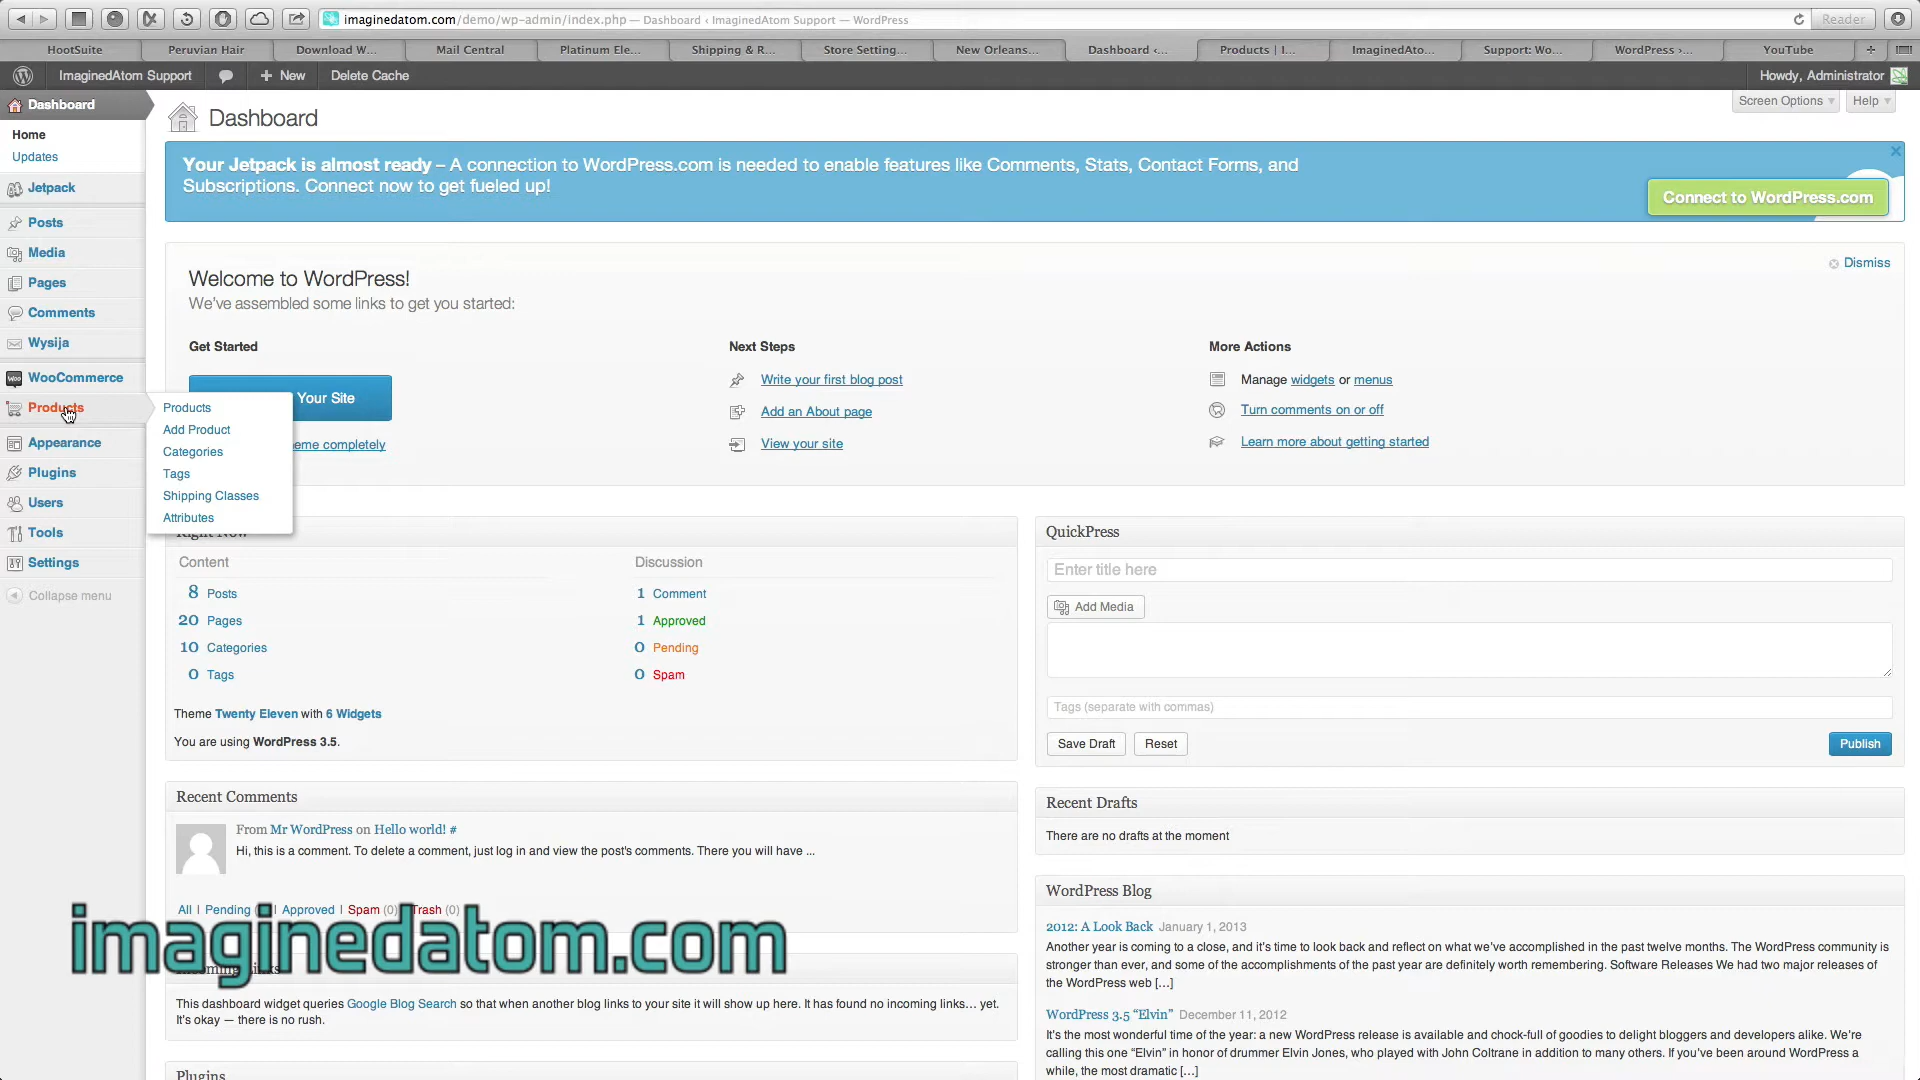 imaginedatom.com/demo/wp-admin/index.php — Dashboard ‹ ImaginedAtom Support — WordPress
Reader
HootSuite
Peruvian Hair
Download W...
Mail Central
Platinum Ele...
Shipping & R...
Store Setting...
New Orleans...
Dashboard ‹...
Products | I...
ImaginedAto...
Support: Wo...
WordPress ›...
YouTube
ImaginedAtom Support
+ New
Delete Cache
Howdy, Administrator
Dashboard
Home
Updates
Jetpack
Posts
Media
Pages
Comments
Wysija
WooCommerce
Products
Appearance
Plugins
Users
Tools
Settings
Collapse menu
Products
Add Product
Categories
Tags
Shipping Classes
Attributes
Screen Options
Help
Dashboard
Your Jetpack is almost ready – A connection to WordPress.com is needed to enable features like Comments, Stats, Contact Forms, and
Subscriptions. Connect now to get fueled up!
Connect to WordPress.com
Welcome to WordPress!
We've assembled some links to get you started:
Dismiss
Get Started
Your Site
eme completely
Next Steps
Write your first blog post
Add an About page
View your site
More Actions
Manage widgets or menus
Turn comments on or off
Learn more about getting started
Right Now
Content
8 Posts
20 Pages
10 Categories
0 Tags
Discussion
1 Comment
1 Approved
0 Pending
0 Spam
Theme Twenty Eleven with 6 Widgets
You are using WordPress 3.5.
Recent Comments
From Mr WordPress on Hello world! #
Hi, this is a comment. To delete a comment, just log in and view the post's comments. There you will have ...
All | Pending | Approved | Spam (0) Trash (0)
imaginedatom.com
This dashboard widget queries Google Blog Search so that when another blog links to your site it will show up here. It has found no incoming links… yet.
It's okay — there is no rush.
Plugins
QuickPress
Enter title here
Add Media
Tags (separate with commas)
Save Draft
Reset
Publish
Recent Drafts
There are no drafts at the moment
WordPress Blog
2012: A Look Back January 1, 2013
Another year is coming to a close, and it's time to look back and reflect on what we've accomplished in the past twelve months. The WordPress community is
stronger than ever, and some of the accomplishments of the past year are definitely worth remembering. Software Releases We had two major releases of
the WordPress web […]
WordPress 3.5 “Elvin” December 11, 2012
It's the most wonderful time of the year: a new WordPress release is available and chock-full of goodies to delight bloggers and developers alike. We're
calling this one “Elvin” in honor of drummer Elvin Jones, who played with John Coltrane in addition to many others. If you've been around WordPress a
while, the most dramatic […]